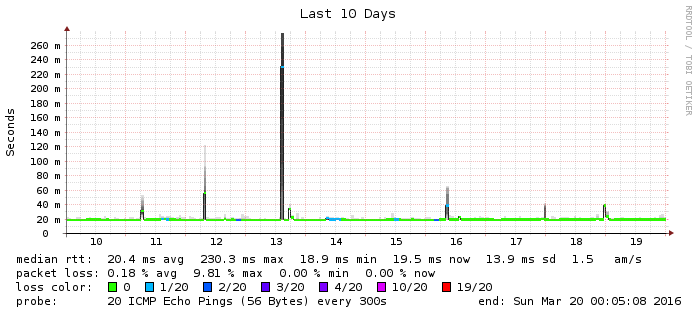 Last 10 Days
RRDTOOL / TOBI OETIKER
Seconds
260 m
240 m
220 m
200 m
180 m
160 m
140 m
120 m
100 m
80 m
60 m
40 m
20 m
0
10 11 12 13 14 15 16 17 18 19
median rtt: 20.4 ms avg 230.3 ms max 18.9 ms min 19.5 ms now 13.9 ms sd 1.5 am/s
packet loss: 0.18 % avg 9.81 % max 0.00 % min 0.00 % now
loss color: 0 1/20 2/20 3/20 4/20 10/20 19/20
probe: 20 ICMP Echo Pings (56 Bytes) every 300s end: Sun Mar 20 00:05:08 2016